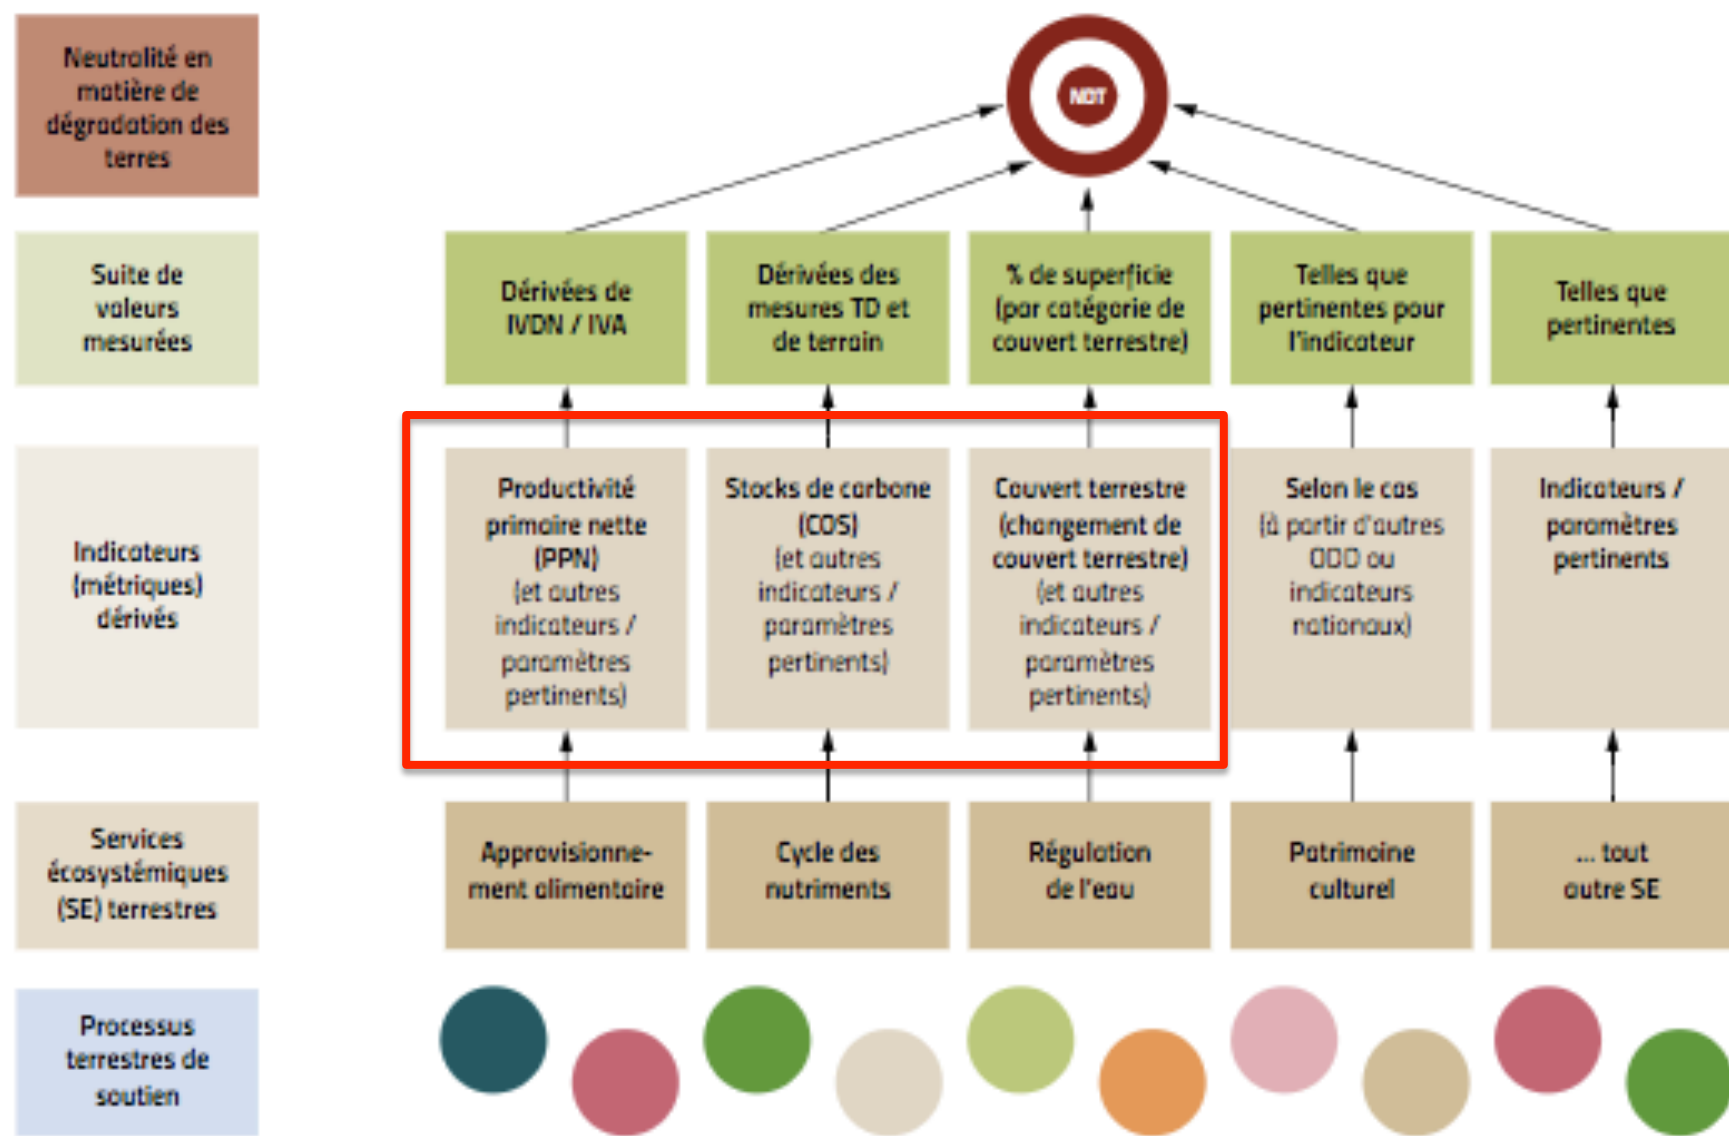 Neutralité en
matière de
dégradation des
terres
NDT
Suite de
valeurs
mesurées
Dérivées de
IVDN / IVA
Dérivées des
mesures TD et
de terrain
% de superficie
(par catégorie de
couvert terrestre)
Telles que
pertinentes pour
l'indicateur
Telles que
pertinentes
Indicateurs
(métriques)
dérivés
Productivité
primaire nette
(PPN)
(et autres
indicateurs /
paramètres
pertinents)
Stocks de carbone
(COS)
(et autres
indicateurs /
paramètres
pertinents)
Couvert terrestre
(changement de
couvert terrestre)
(et autres
indicateurs /
paramètres
pertinents)
Selon le cas
(à partir d'autres
ODD ou
indicateurs
nationaux)
Indicateurs /
paramètres
pertinents
Services
écosystémiques
(SE) terrestres
Approvisionne-
ment alimentaire
Cycle des
nutriments
Régulation
de l'eau
Patrimoine
culturel
... tout
autre SE
Processus
terrestres de
soutien